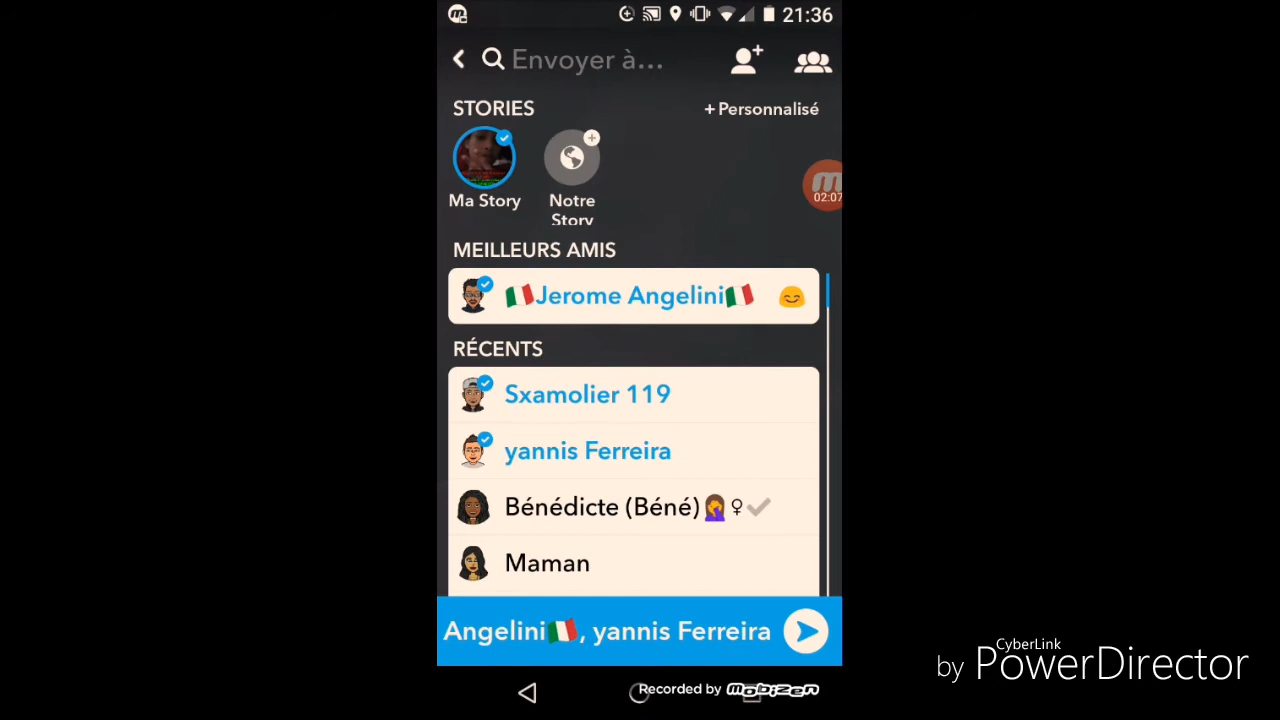 21:36
Envoyer à...
STORIES
+ Personnalisé
02:07
Ma Story
Notre
Story
MEILLEURS AMIS
🇮🇹Jerome Angelini🇮🇹 😊
RÉCENTS
Sxamolier 119
yannis Ferreira
Bénédicte (Béné)🤦🏾♀✔
Maman
Angelini🇮🇹, yannis Ferreira
Recorded by mobizen
CyberLink
by PowerDirector